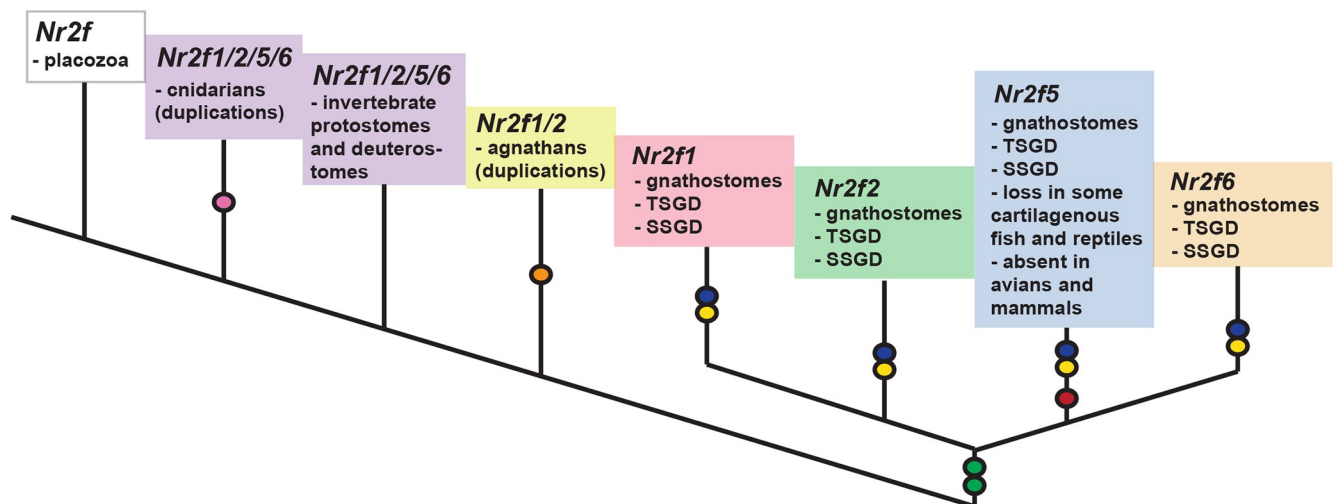 Nr2f
- placozoa
Nr2f1/2/5/6
- cnidarians
(duplications)
Nr2f1/2/5/6
- invertebrate
protostomes
and deuteros-
tomes
Nr2f1/2
- agnathans
(duplications)
Nr2f1
- gnathostomes
- TSGD
- SSGD
Nr2f2
- gnathostomes
- TSGD
- SSGD
Nr2f5
- gnathostomes
- TSGD
- SSGD
- loss in some
cartilagenous
fish and reptiles
- absent in
avians and
mammals
Nr2f6
- gnathostomes
- TSGD
- SSGD